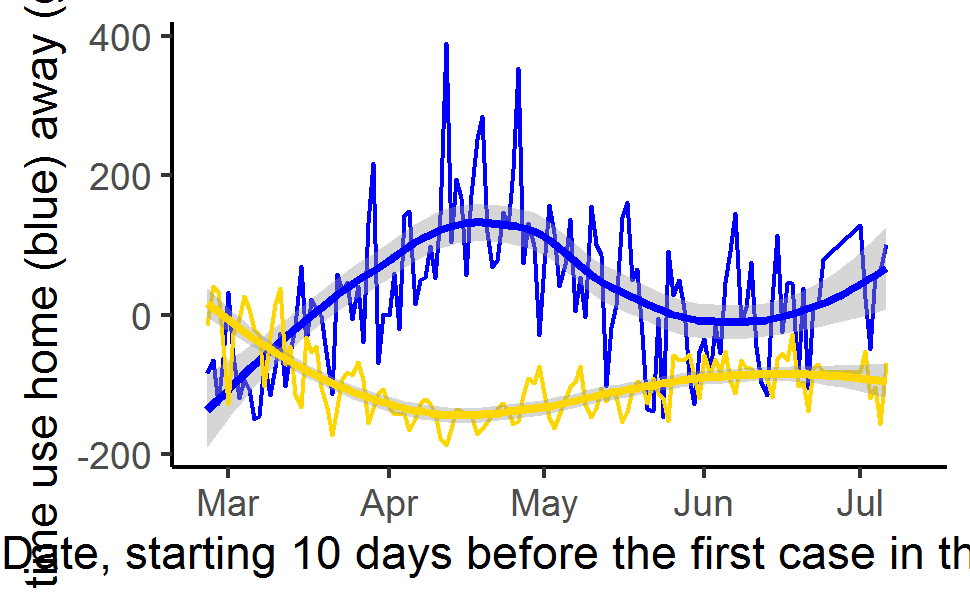 time use home (blue) away (
400
200
0
-200
Mar Apr May Jun Jul
Date, starting 10 days before the first case in th